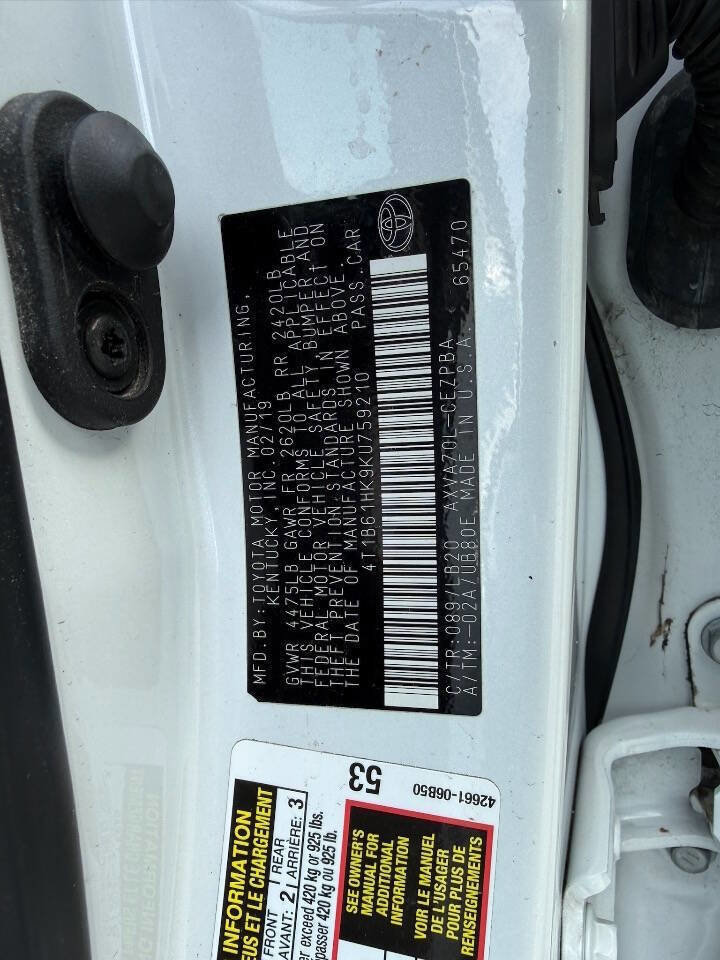 MFD. BY: TOYOTA MOTOR MANUFACTURING,
KENTUCKY, INC. 02/19
GVWR 4475LB GAWR FR 2620LB RR 2420LB
THIS VEHICLE CONFORMS TO ALL APPLICABLE
FEDERAL MOTOR VEHICLE SAFETY, BUMPER AND
THEFT PREVENTION STANDARDS IN EFFECT ON
THE DATE OF MANUFACTURE SHOWN ABOVE.
4T1B61HK9KU759210 PASS. CAR
C/TR:089/EB20 AXVA70L-CEZPBA
A/TM:-02A/UB80E MADE IN U.S.A. 65470
INFORMATION
EUS ET LE CHARGEMENT
FRONT REAR
AVANT: 2 ARRIÈRE: 3
er exceed 420 kg or 925 lbs.
épasser 420 kg ou 925 lb.
53
42661-06B50
SEE OWNER'S
MANUAL FOR
ADDITIONAL
INFORMATION
VOIR LE MANUEL
DE L'USAGER
POUR PLUS DE
RENSEIGNEMENTS